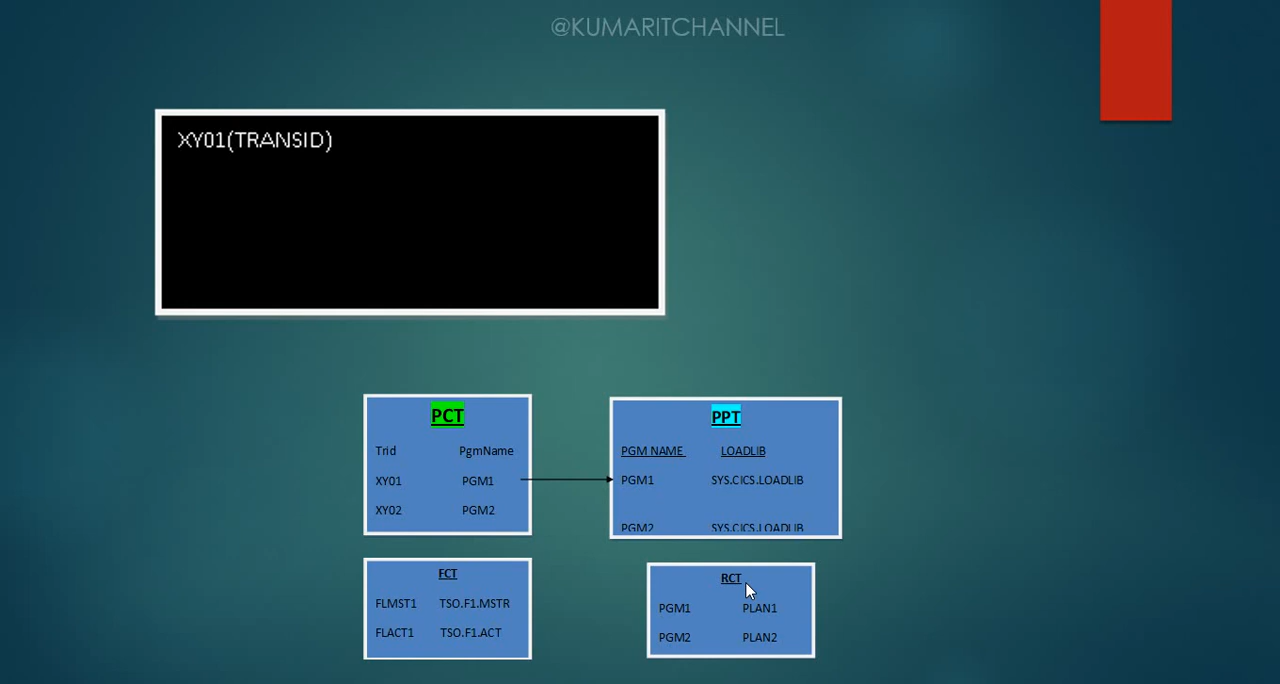 @KUMARITCHANNEL
XY01(TRANSID)
PCT
Trid PgmName
XY01 PGM1
XY02 PGM2
PPT
PGM NAME LOADLIB
PGM1 SYS.CICS.LOADLIB
PGM2 SYS.CICS.LOADLIB
FCT
FLMST1 TSO.F1.MSTR
FLACT1 TSO.F1.ACT
RCT
PGM1 PLAN1
PGM2 PLAN2